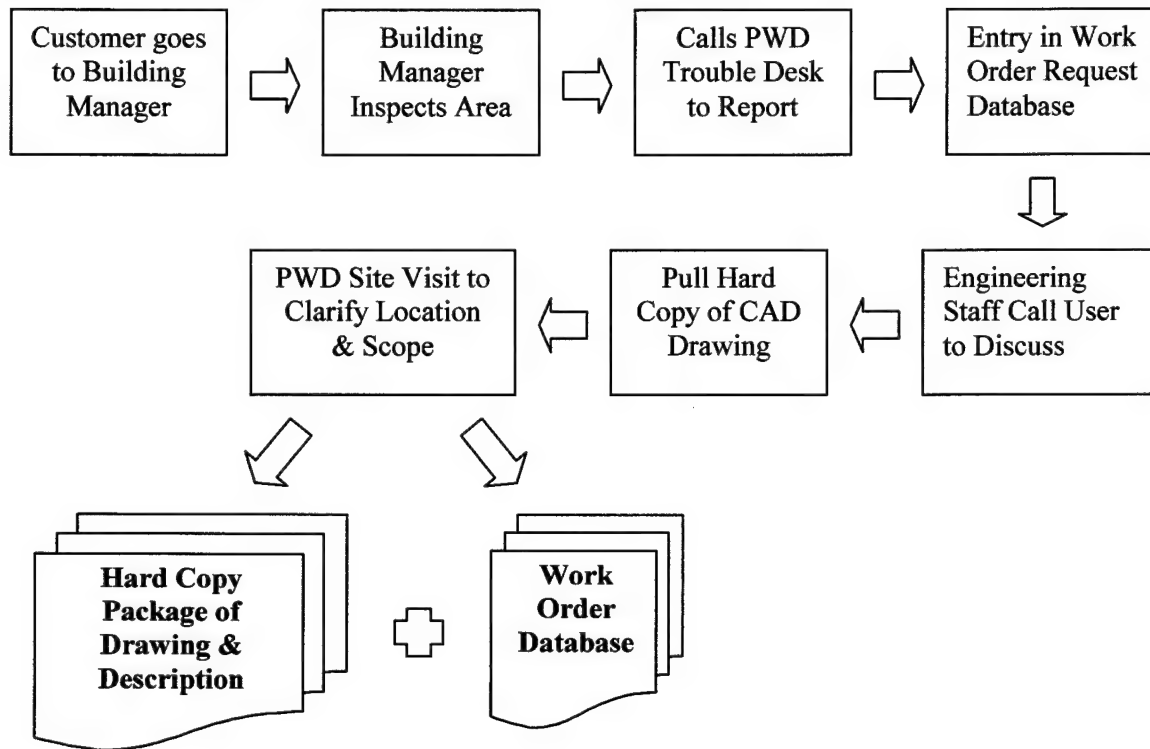 Customer goes
to Building
Manager
Building
Manager
Inspects Area
Calls PWD
Trouble Desk
to Report
Entry in Work
Order Request
Database
Engineering
Staff Call User
to Discuss
Pull Hard
Copy of CAD
Drawing
PWD Site Visit to
Clarify Location
& Scope
Hard Copy
Package of
Drawing &
Description
Work
Order
Database